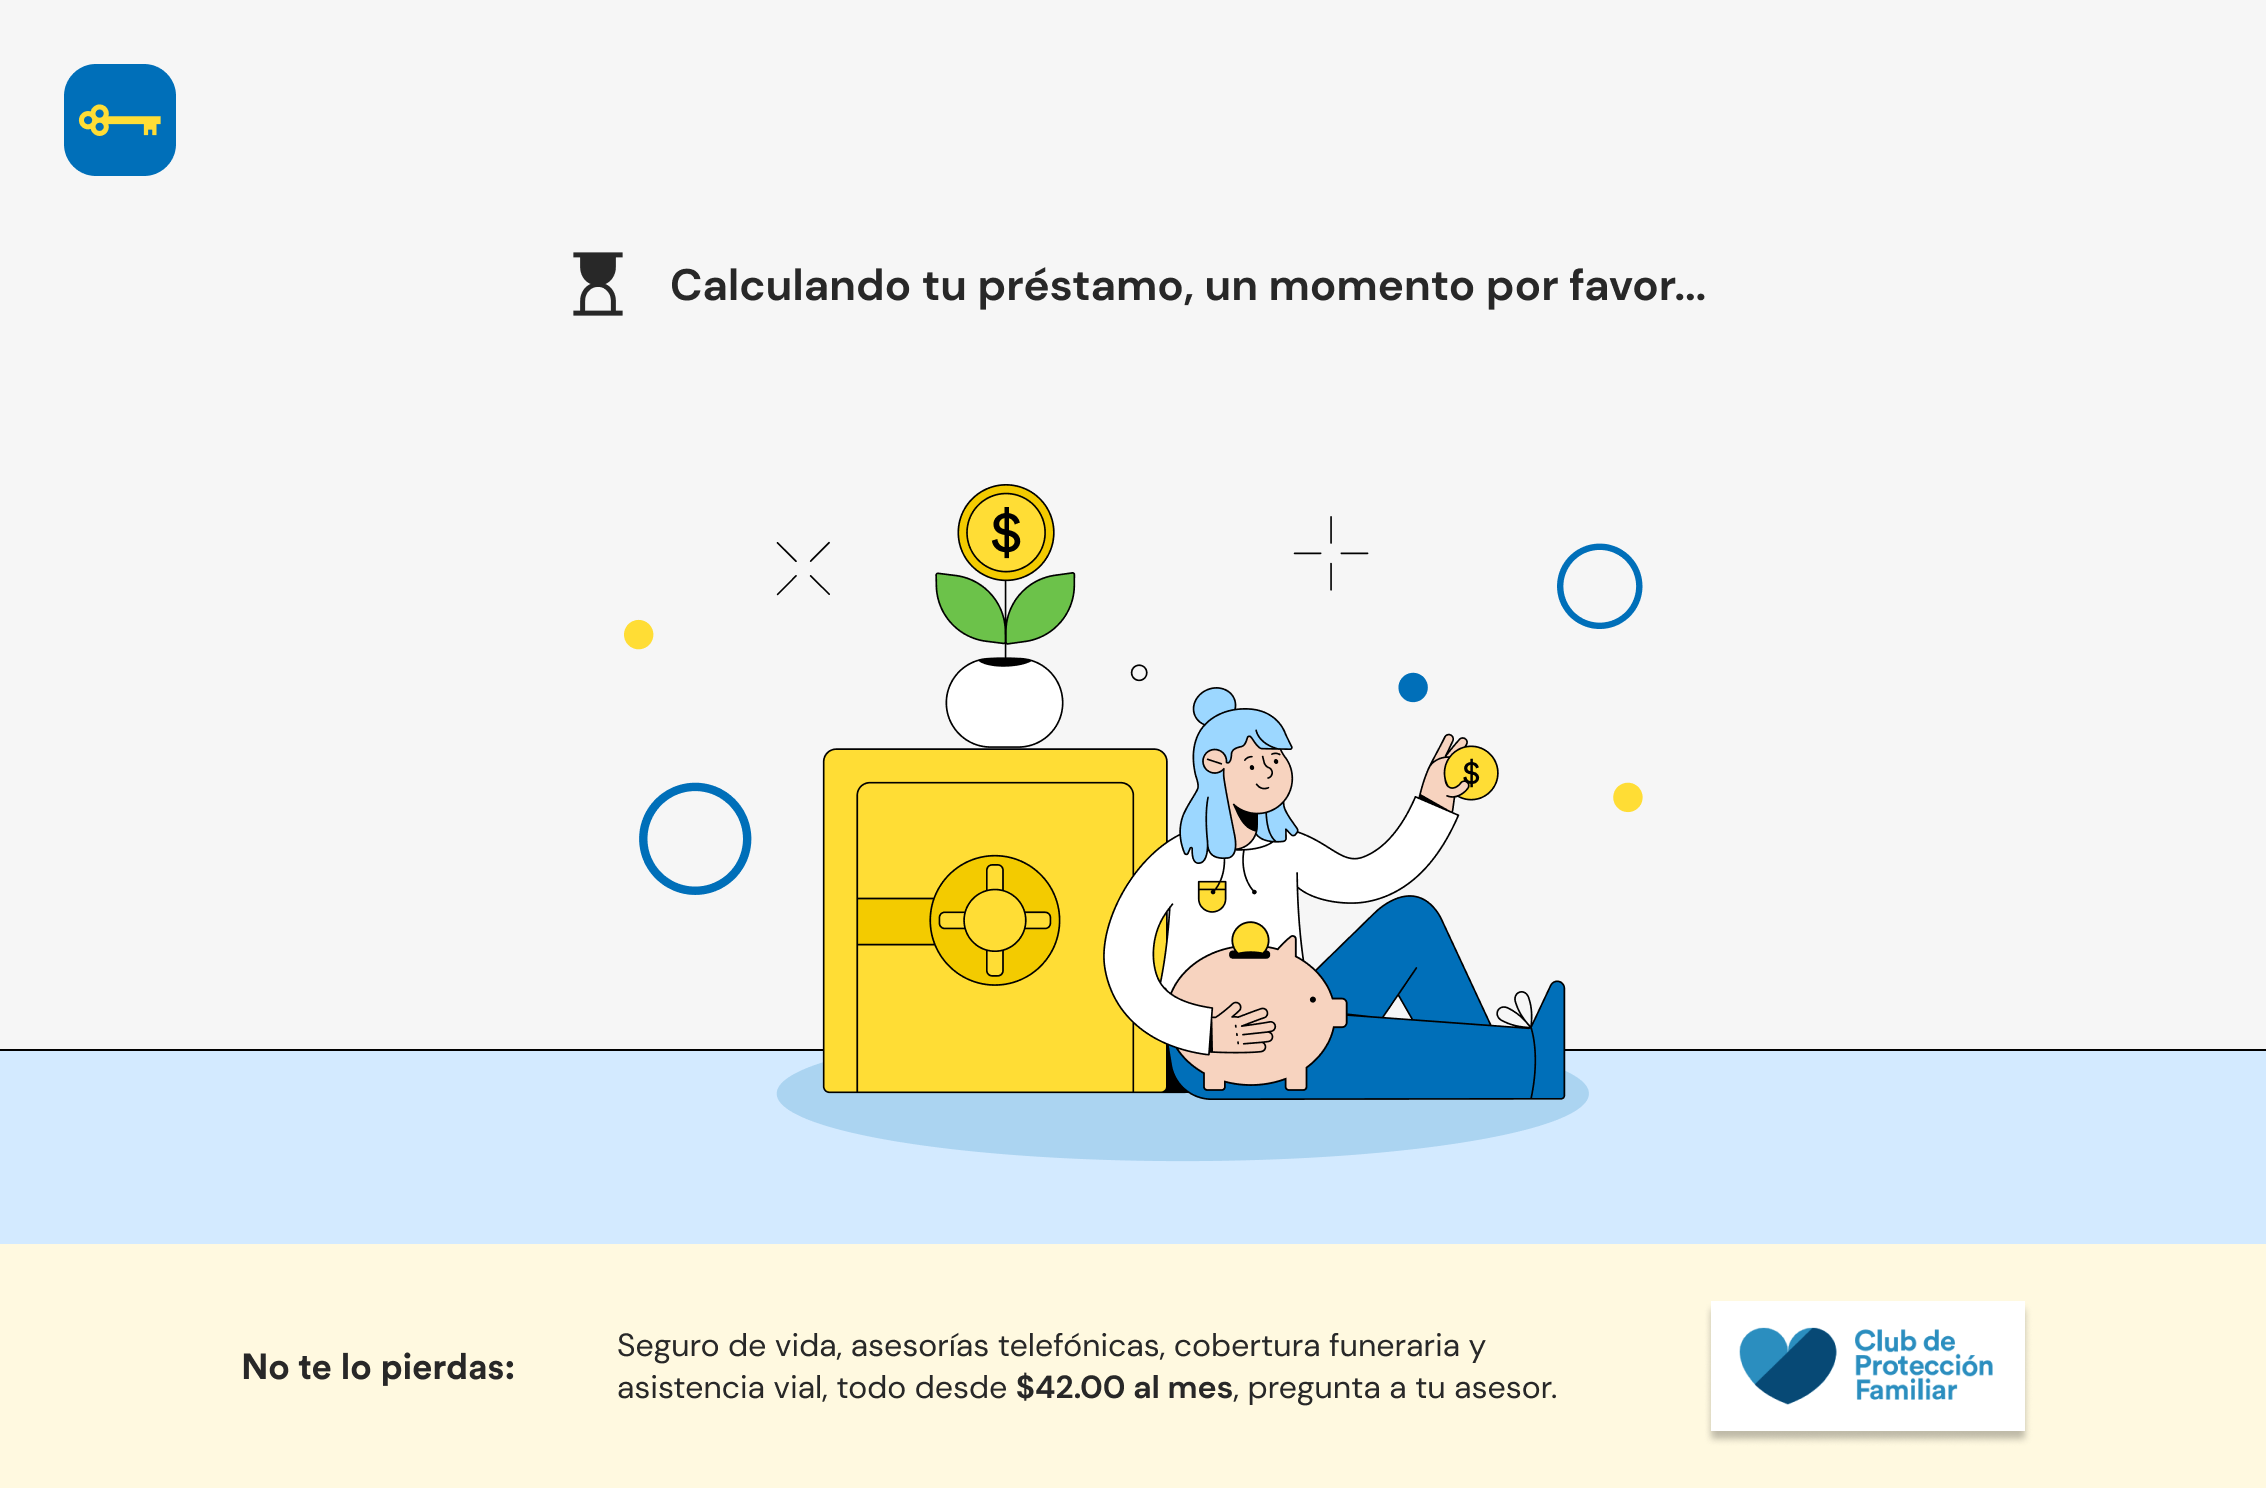 Calculando tu préstamo, un momento por favor...
$
$
No te lo pierdas:
Seguro de vida, asesorías telefónicas, cobertura funeraria y
asistencia vial, todo desde $42.00 al mes, pregunta a tu asesor.
Club de
Protección
Familiar